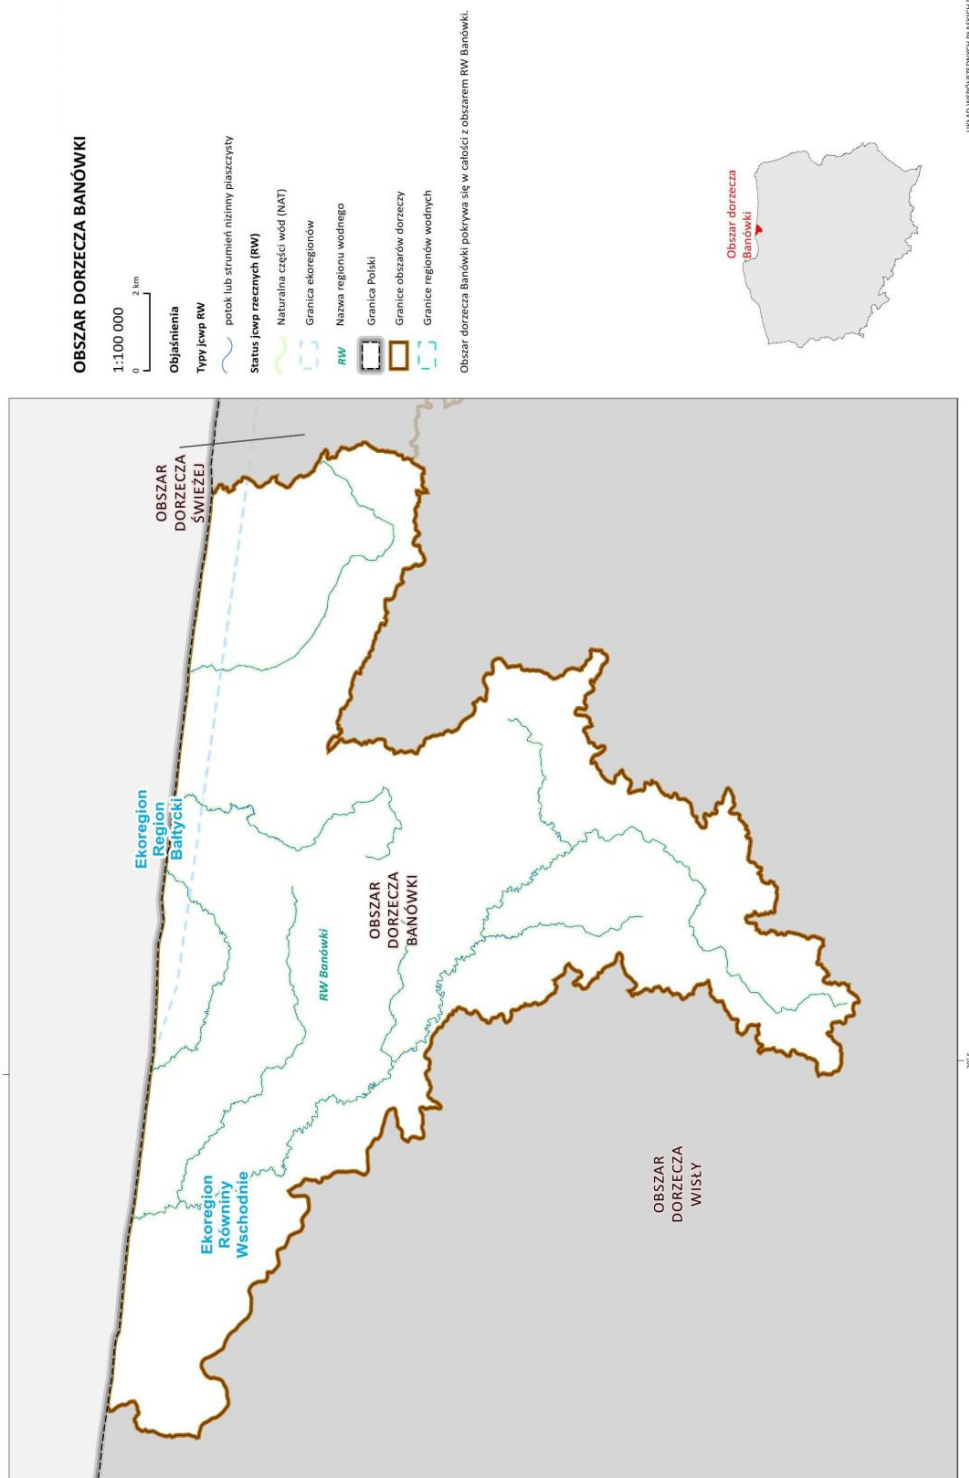 OBSZAR DORZECZA BANÓWKI
1:100 000
0
2 km
Objaśnienia
Typy jcwp RW
potok lub strumień nizinny piaszczysty
Status jcwp rzecznych (RW)
Naturalna części wód (NAT)
Granica ekoregionów
RW
Nazwa regionu wodnego
Granica Polski
Granice obszarów dorzeczy
Granice regionów wodnych
Obszar dorzecza Banówki pokrywa się w całości z obszarem RW Banówki.
Obszar dorzecza
Banówki
OBSZAR
DORZECZA
ŚWIEŻEJ
Ekoregion
Region
Bałtycki
OBSZAR
DORZECZA
BANÓWKI
RW Banówki
Ekoregion
Równiny
Wschodnie
OBSZAR
DORZECZA
WISŁY